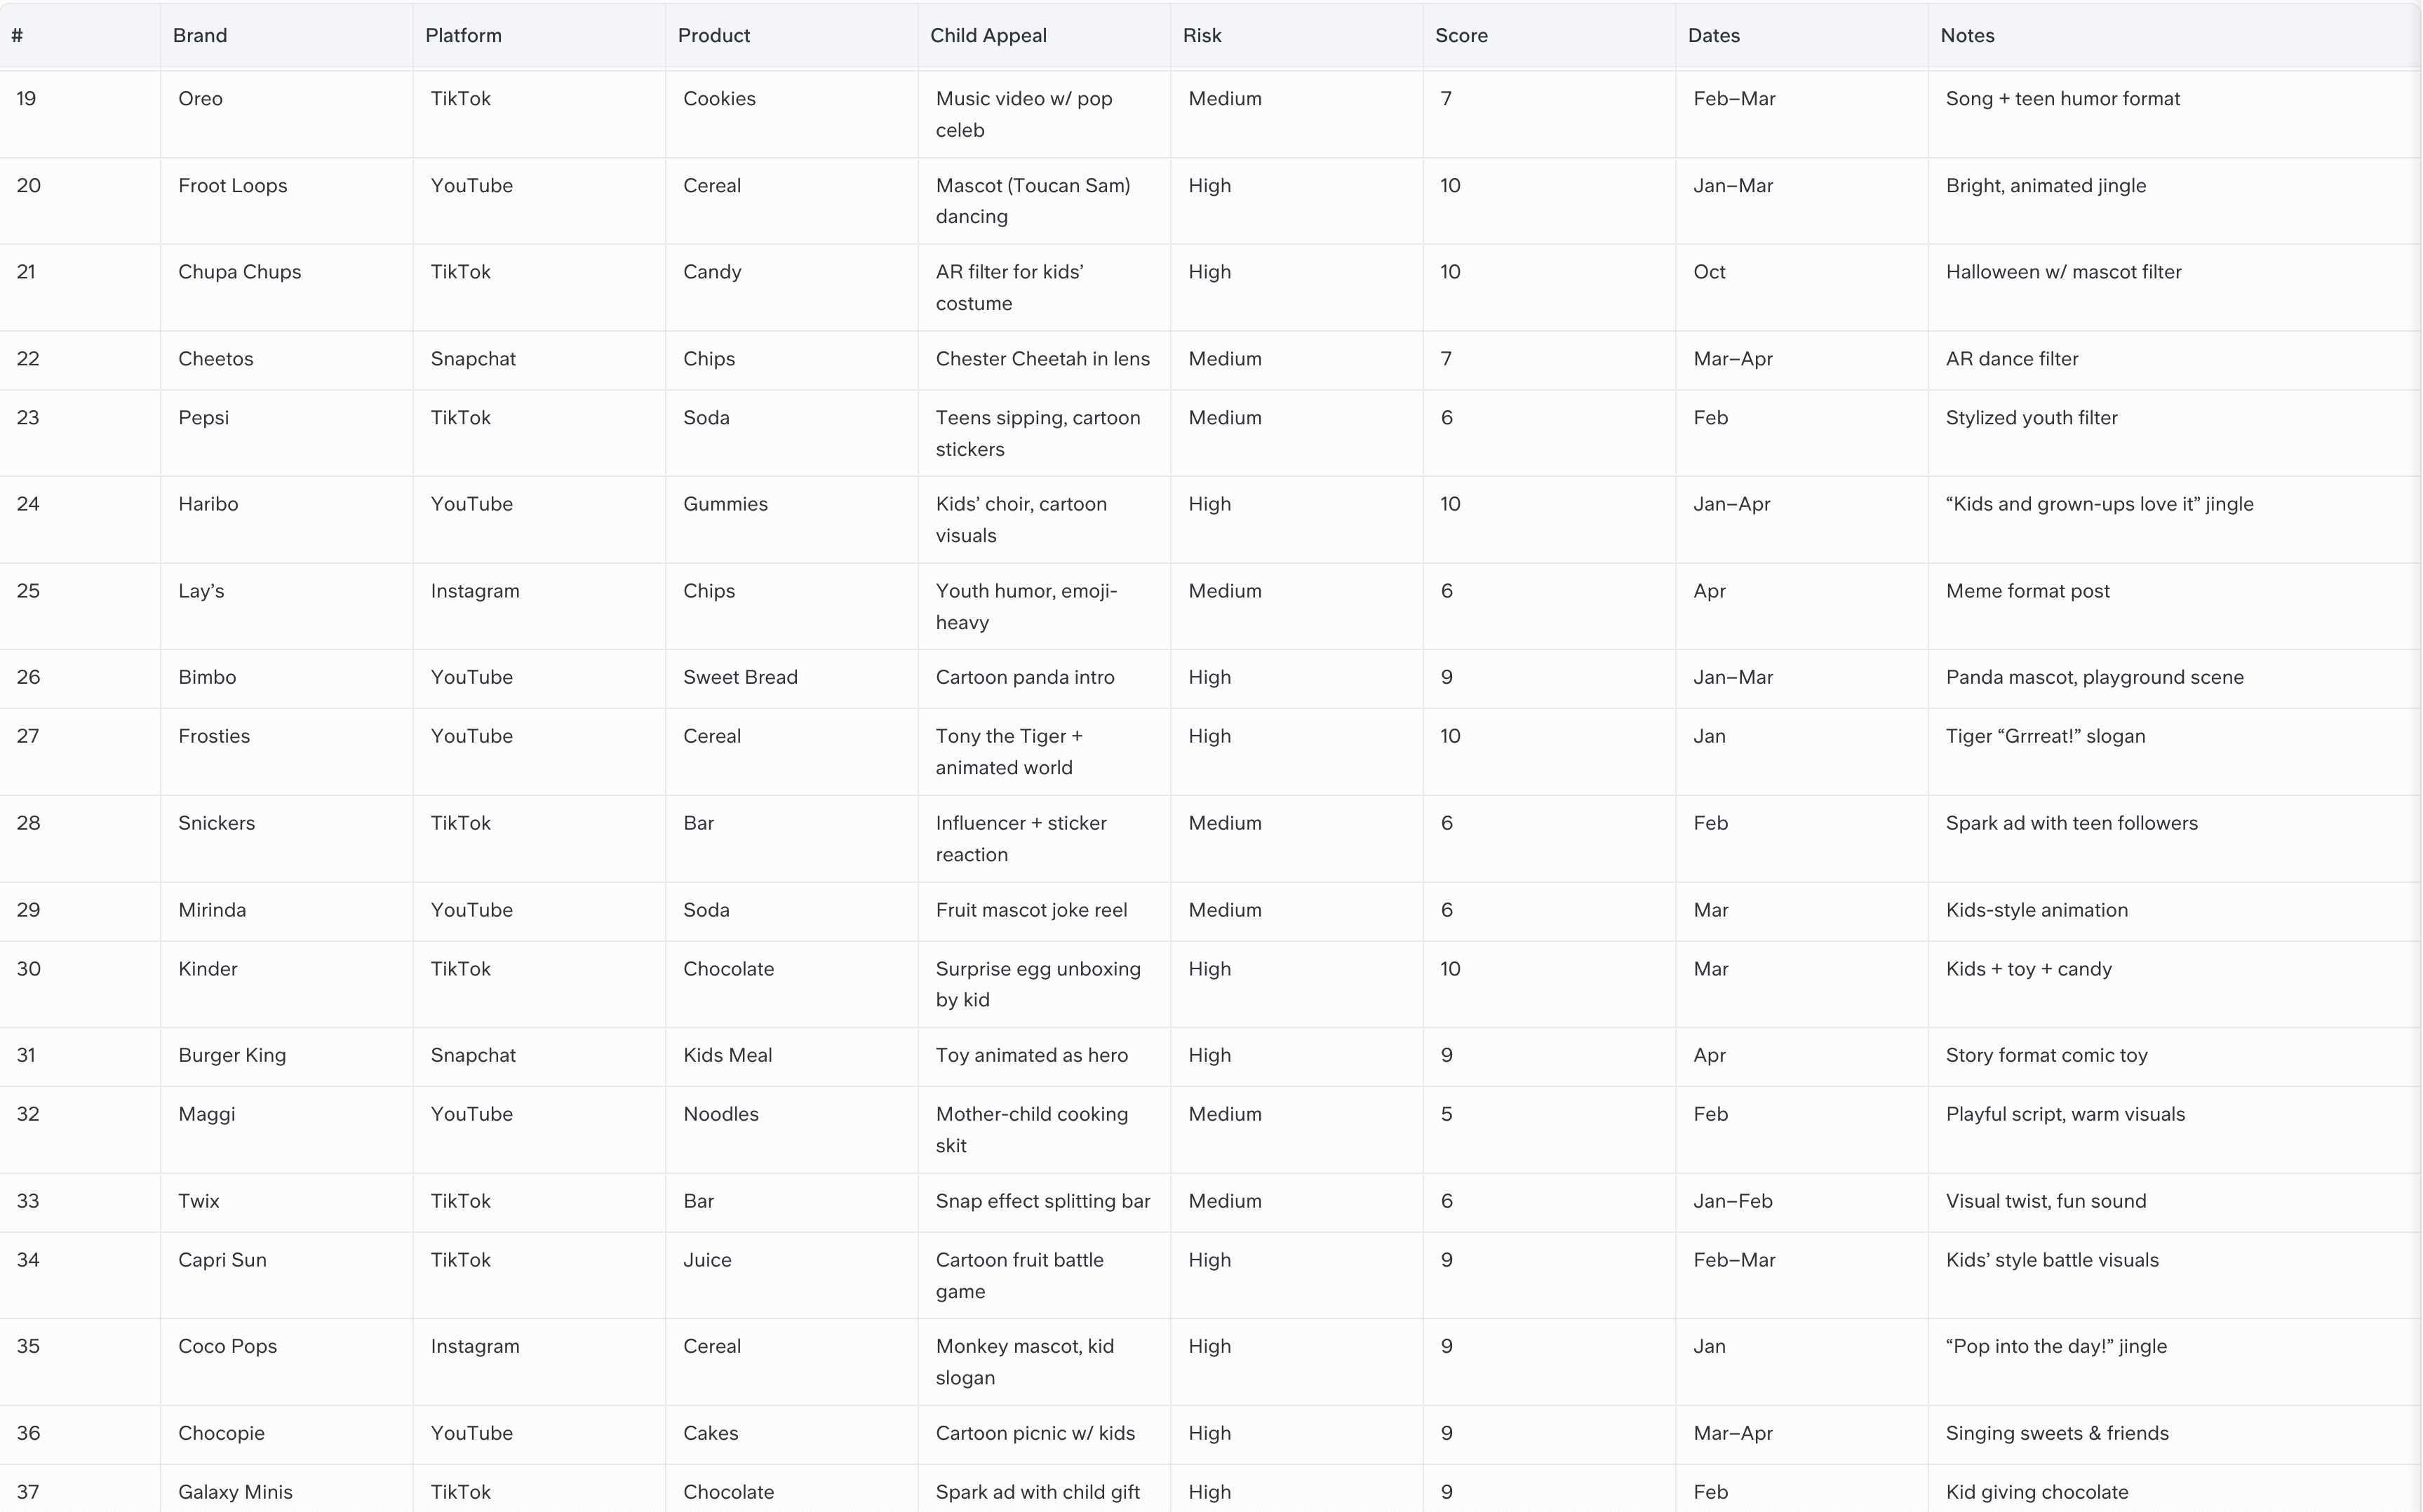 # Brand Platform Product Child Appeal Risk Score Dates Notes
19 Oreo TikTok Cookies Music video w/ pop Medium 7 Feb–Mar Song + teen humor format
celeb
20 Froot Loops YouTube Cereal Mascot (Toucan Sam) High 10 Jan–Mar Bright, animated jingle
dancing
21 Chupa Chups TikTok Candy AR filter for kids’ High 10 Oct Halloween w/ mascot filter
costume
22 Cheetos Snapchat Chips Chester Cheetah in lens Medium 7 Mar–Apr AR dance filter
23 Pepsi TikTok Soda Teens sipping, cartoon Medium 6 Feb Stylized youth filter
stickers
24 Haribo YouTube Gummies Kids’ choir, cartoon High 10 Jan–Apr “Kids and grown-ups love it” jingle
visuals
25 Lay’s Instagram Chips Youth humor, emoji- Medium 6 Apr Meme format post
heavy
26 Bimbo YouTube Sweet Bread Cartoon panda intro High 9 Jan–Mar Panda mascot, playground scene
27 Frosties YouTube Cereal Tony the Tiger + High 10 Jan Tiger “Grrreat!” slogan
animated world
28 Snickers TikTok Bar Influencer + sticker Medium 6 Feb Spark ad with teen followers
reaction
29 Mirinda YouTube Soda Fruit mascot joke reel Medium 6 Mar Kids-style animation
30 Kinder TikTok Chocolate Surprise egg unboxing High 10 Mar Kids + toy + candy
by kid
31 Burger King Snapchat Kids Meal Toy animated as hero High 9 Apr Story format comic toy
32 Maggi YouTube Noodles Mother-child cooking Medium 5 Feb Playful script, warm visuals
skit
33 Twix TikTok Bar Snap effect splitting bar Medium 6 Jan–Feb Visual twist, fun sound
34 Capri Sun TikTok Juice Cartoon fruit battle High 9 Feb–Mar Kids’ style battle visuals
game
35 Coco Pops Instagram Cereal Monkey mascot, kid High 9 Jan “Pop into the day!” jingle
slogan
36 Chocopie YouTube Cakes Cartoon picnic w/ kids High 9 Mar–Apr Singing sweets & friends
37 Galaxy Minis TikTok Chocolate Spark ad with child gift High 9 Feb Kid giving chocolate